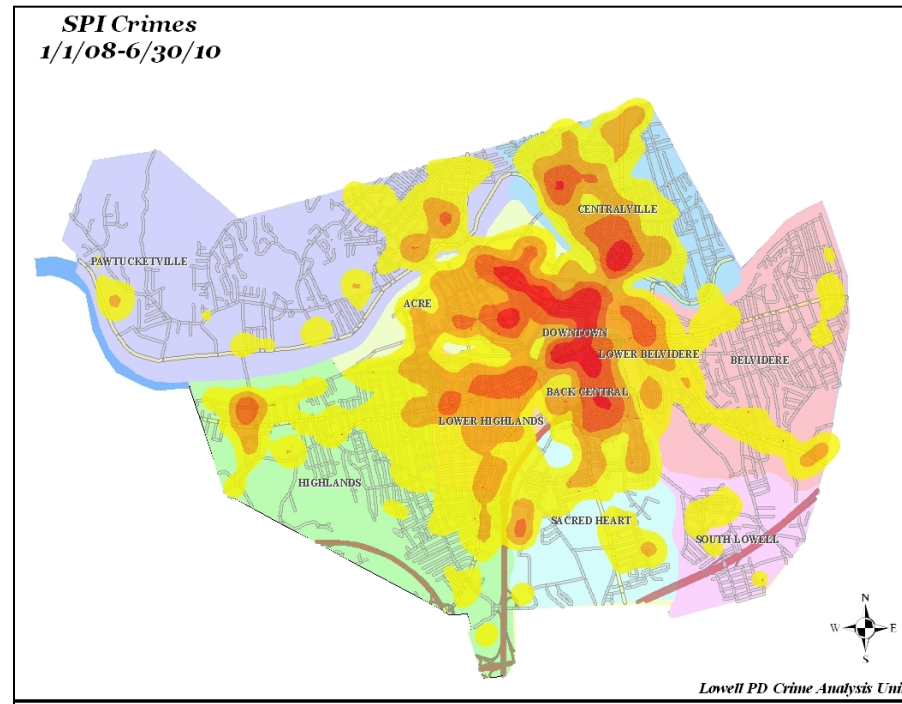 SPI Crimes
1/1/08-6/30/10
CENTRALVILLE
PAWTUCKETVILLE
ACRE
DOWNTOWN
LOWER BELVIDERE
BELVIDERE
BACK CENTRAL
LOWER HIGHLANDS
HIGHLANDS
SACRED HEART
SOUTH LOWELL
N
W E
S
Lowell PD Crime Analysis Uni